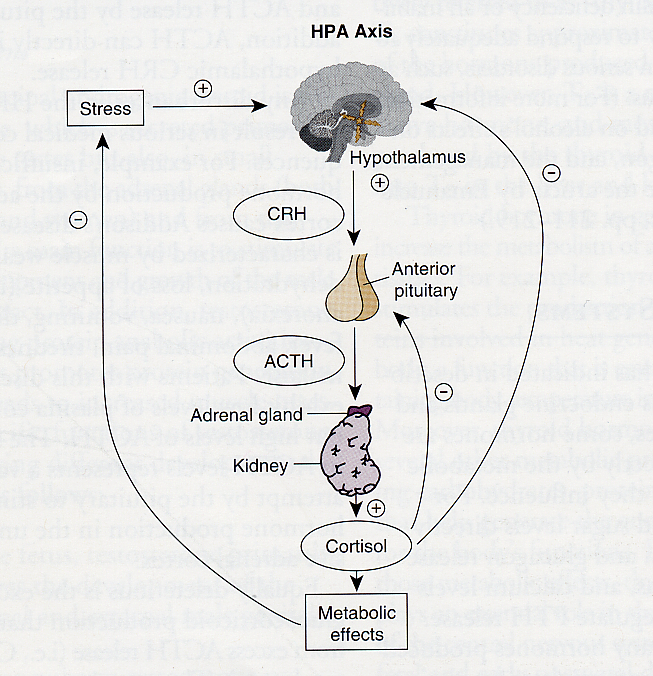 HPA Axis
Stress
+
Hypothalamus
+
−
−
CRH
Anterior
pituitary
ACTH
−
Adrenal gland
Kidney
+
Cortisol
Metabolic
effects